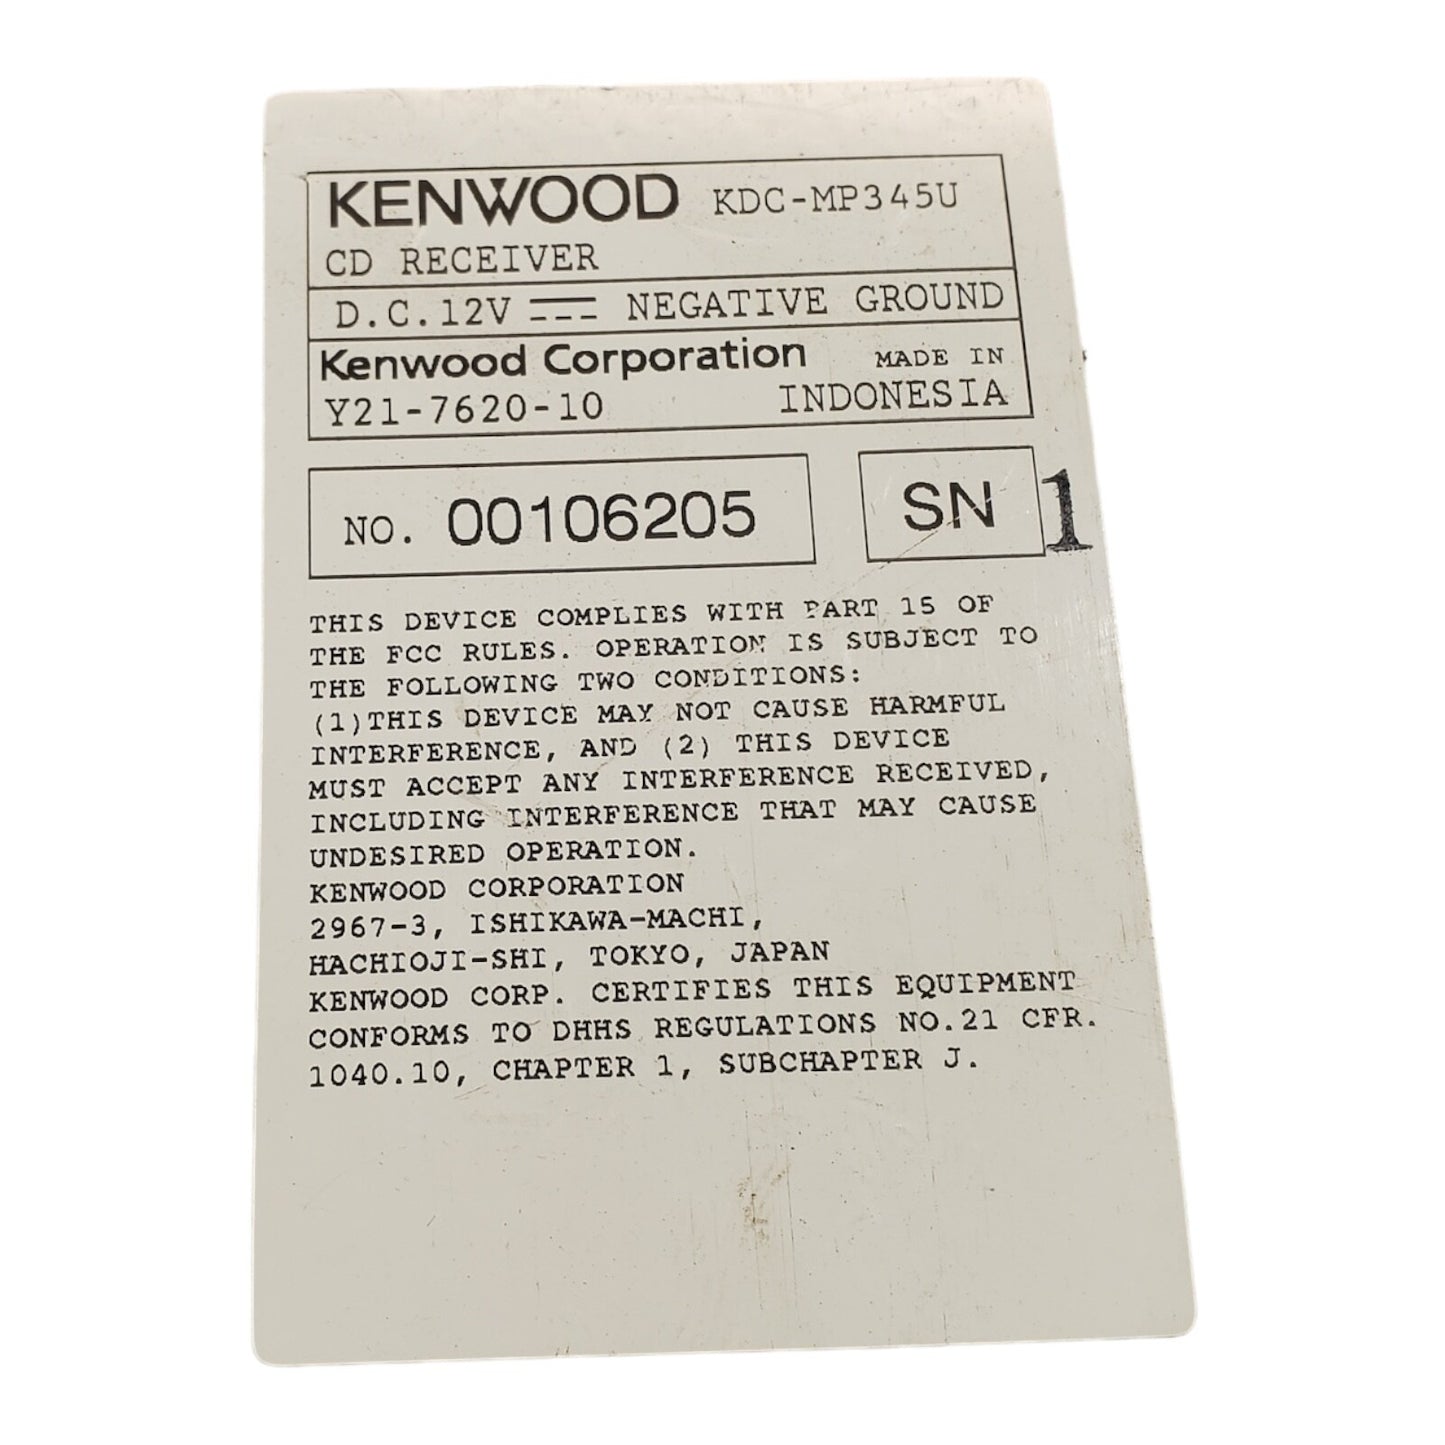 KENWOOD KDC-MP345U
CD RECEIVER
D.C.12V ⎓ NEGATIVE GROUND
Kenwood Corporation MADE IN
Y21-7620-10 INDONESIA
NO. 00106205 SN 1
THIS DEVICE COMPLIES WITH PART 15 OF
THE FCC RULES. OPERATION IS SUBJECT TO
THE FOLLOWING TWO CONDITIONS:
(1)THIS DEVICE MAY NOT CAUSE HARMFUL
INTERFERENCE, AND (2) THIS DEVICE
MUST ACCEPT ANY INTERFERENCE RECEIVED,
INCLUDING INTERFERENCE THAT MAY CAUSE
UNDESIRED OPERATION.
KENWOOD CORPORATION
2967-3, ISHIKAWA-MACHI,
HACHIOJI-SHI, TOKYO, JAPAN
KENWOOD CORP. CERTIFIES THIS EQUIPMENT
CONFORMS TO DHHS REGULATIONS NO.21 CFR.
1040.10, CHAPTER 1, SUBCHAPTER J.